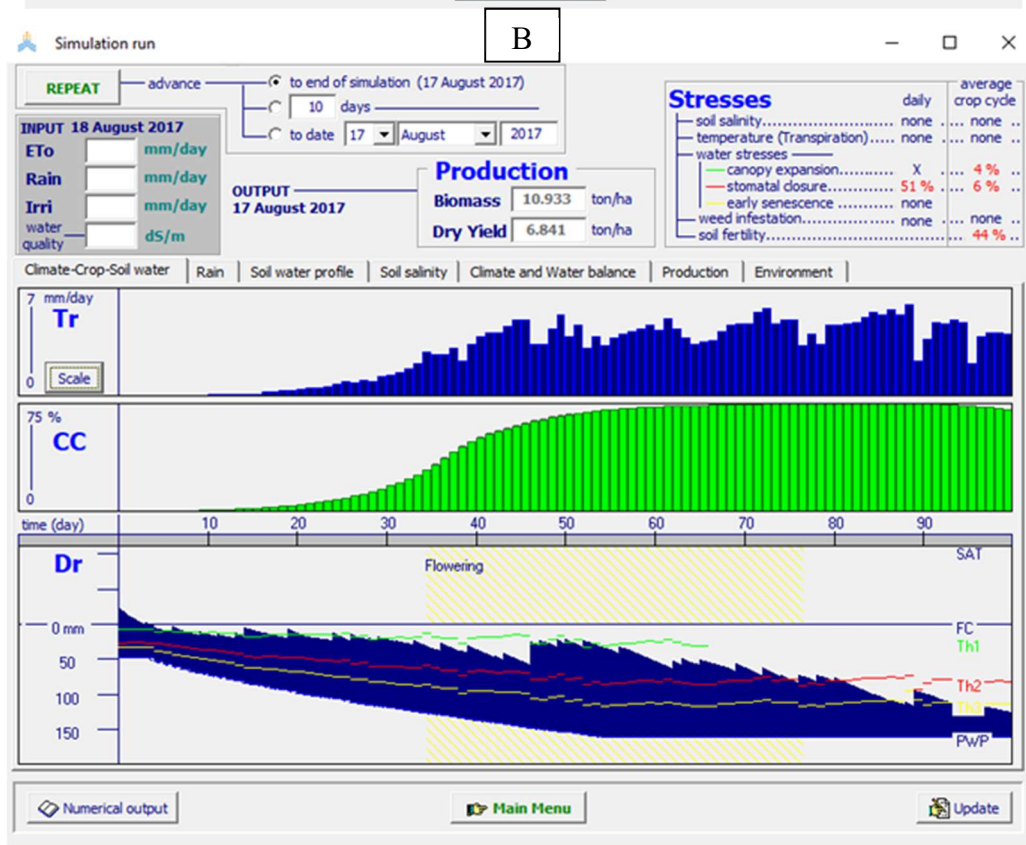 B
Simulation run
REPEAT
advance
to end of simulation (17 August 2017)
10 days
to date 17 August 2017
INPUT 18 August 2017
ETo mm/day
Rain mm/day
Irri mm/day
water quality dS/m
OUTPUT
17 August 2017
Production
Biomass 10.933 ton/ha
Dry Yield 6.841 ton/ha
Stresses daily average crop cycle
soil salinity..................... none .... none ..
temperature (Transpiration)..... none .... none ..
water stresses
canopy expansion......... X .... 4 % ..
stomatal closure........... 51 % .... 6 % ..
early senescence ......... none
weed infestation................. none .... none ..
soil fertility.................................... 44 % ..
Climate-Crop-Soil water Rain Soil water profile Soil salinity Climate and Water balance Production Environment
7 mm/day
Tr
0 Scale
75 %
CC
0
time (day) 10 20 30 40 50 60 70 80 90
Dr
Flowering
SAT
0 mm
FC
Th1
50
Th2
100
Th3
150
PWP
Numerical output Main Menu Update